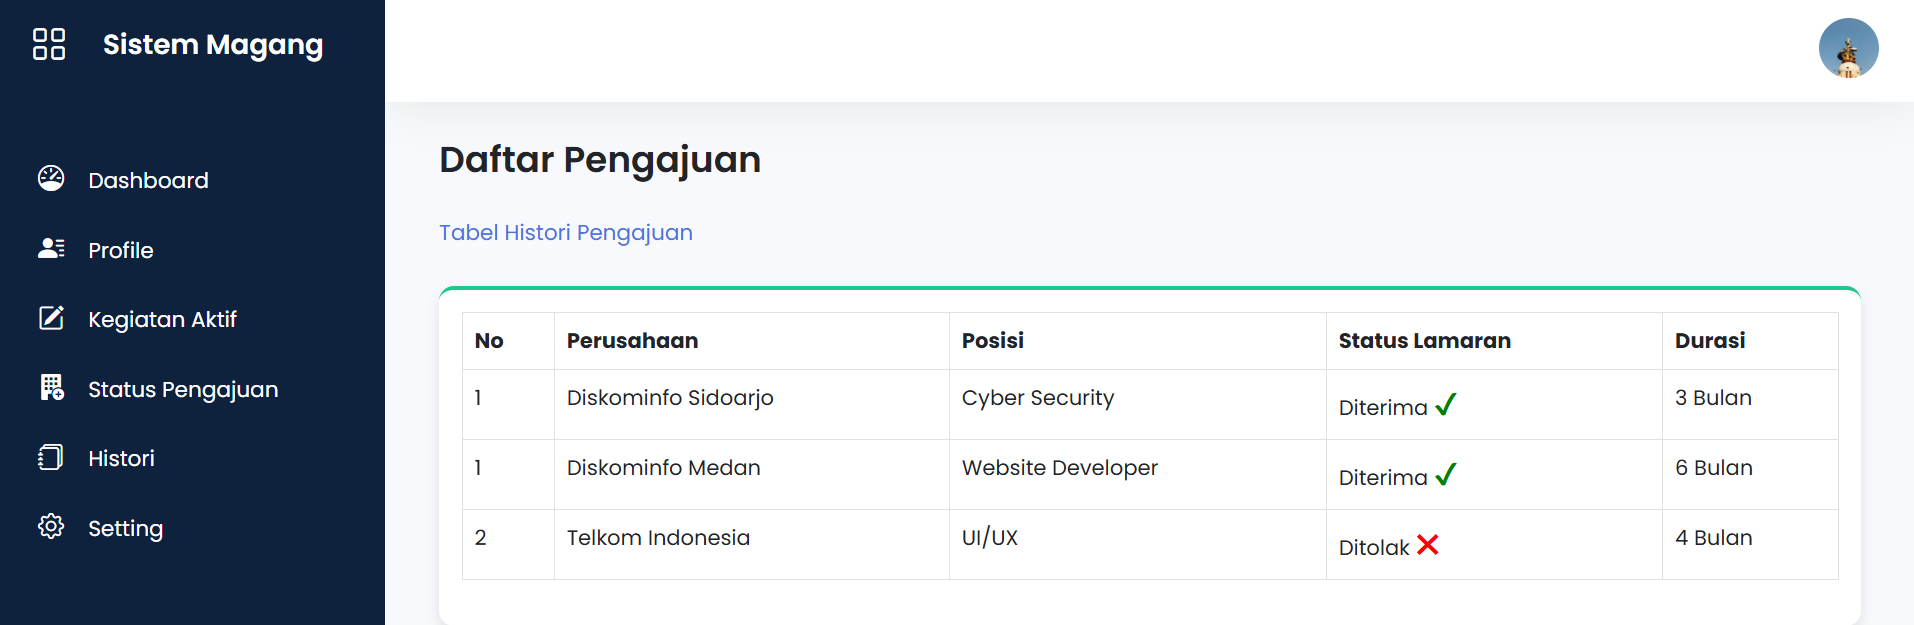 Sistem Magang
Dashboard
Profile
Kegiatan Aktif
Status Pengajuan
Histori
Setting
Daftar Pengajuan
Tabel Histori Pengajuan
No Perusahaan Posisi Status Lamaran Durasi
1 Diskominfo Sidoarjo Cyber Security Diterima ✓ 3 Bulan
1 Diskominfo Medan Website Developer Diterima ✓ 6 Bulan
2 Telkom Indonesia UI/UX Ditolak ✕ 4 Bulan